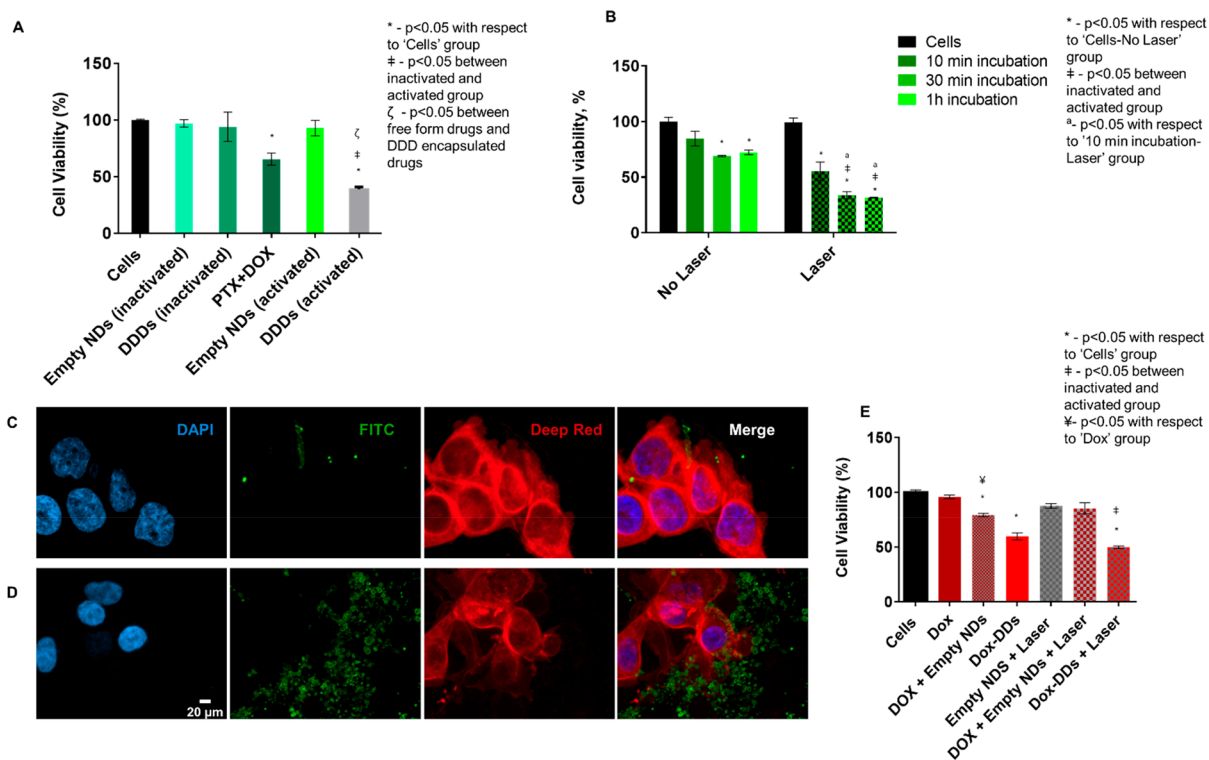 A
* - p<0.05 with respect
to ‘Cells’ group
ǂ - p<0.05 between
inactivated and
activated group
ζ - p<0.05 between
free form drugs and
DDD encapsulated
drugs
Cell Viability (%)
150
100
50
0
*
ζ
ǂ
*
Cells
Empty NDs (inactivated)
DDDs (inactivated)
PTX+DOX
Empty NDs (activated)
DDDs (activated)
B
Cells
10 min incubation
30 min incubation
1h incubation
* - p<0.05 with respect
to ‘Cells-No Laser’
group
ǂ - p<0.05 between
inactivated and
activated group
a- p<0.05 with respect
to ’10 min incubation-
Laser’ group
Cell viability, %
150
100
50
0
*
*
*
a
ǂ
*
a
ǂ
*
No Laser
Laser
C
DAPI
FITC
Deep Red
Merge
D
20 µm
* - p<0.05 with respect
to ‘Cells’ group
ǂ - p<0.05 between
inactivated and
activated group
¥- p<0.05 with respect
to ’Dox’ group
E
Cell Viability (%)
150
100
50
0
¥
*
*
ǂ
*
Cells
Dox
DOX + Empty NDs
Dox-DDs
Empty NDS + Laser
DOX + Empty NDs + Laser
Dox-DDs + Laser